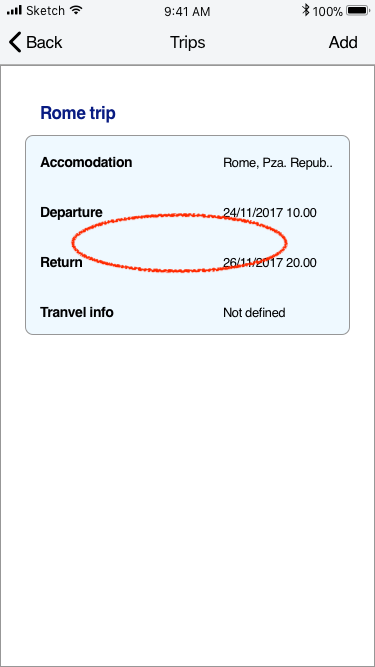 Sketch 9:41 AM 100%
Back Trips Add
Rome trip
Accomodation Rome, Pza. Repub..
Departure 24/11/2017 10.00
Return 26/11/2017 20.00
Tranvel info Not defined